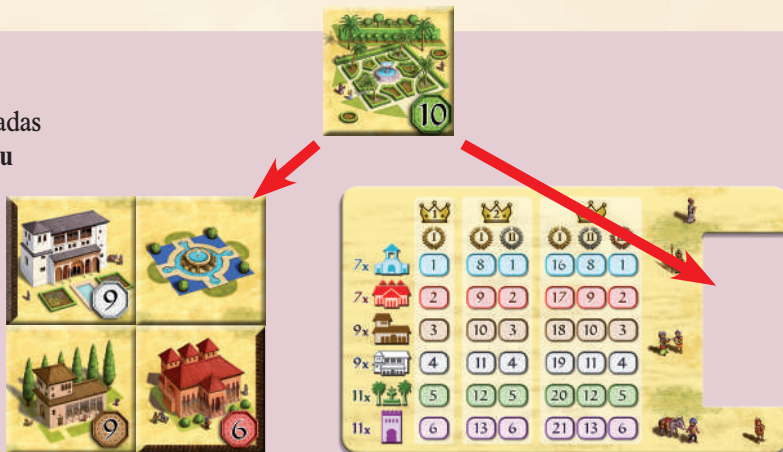 10
adas
u
9
9
6
1 2
I I II I II
7x 1 8 1 16 8 1
7x 2 9 2 17 9 2
9x 3 10 3 18 10 3
9x 4 11 4 19 11 4
11x 5 12 5 20 12 5
11x 6 13 6 21 13 6